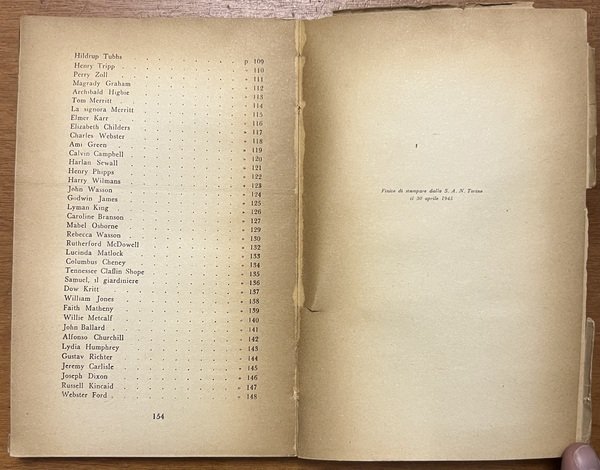 Hildrup Tubbs . . . . . . . . p 109
Henry Tripp . . . . . . . . » 110
Perry Zoll . . . . . . . . » 111
Magrady Graham . . . . . . . . » 112
Archibald Higbie . . . . . . . . » 113
Tom Merritt . . . . . . . . » 114
La signora Merritt . . . . . . . . » 115
Elmer Karr . . . . . . . . » 116
Elizabeth Childers . . . . . . . . » 117
Charles Webster . . . . . . . . » 118
Ami Green . . . . . . . . » 119
Calvin Campbell . . . . . . . . » 120
Harlan Sewall . . . . . . . . » 121
Henry Phipps . . . . . . . . » 122
Harry Wilmans . . . . . . . . » 123
John Wasson . . . . . . . . » 124
Godwin James . . . . . . . . » 125
Lyman King . . . . . . . . » 126
Caroline Branson . . . . . . . . » 127
Mabel Osborne . . . . . . . . » 129
Rebecca Wasson . . . . . . . . » 130
Rutherford McDowell . . . . . . . . » 132
Lucinda Matlock . . . . . . . . » 133
Columbus Cheney . . . . . . . . » 134
Tennessee Claflin Shope . . . . . . . . » 135
Samuel, il giardiniere . . . . . . . . » 136
Dow Kritt . . . . . . . . » 137
William Jones . . . . . . . . » 138
Faith Matheny . . . . . . . . » 139
Willie Metcalf . . . . . . . . » 140
John Ballard . . . . . . . . » 141
Alfonso Churchill . . . . . . . . » 142
Lydia Humphrey . . . . . . . . » 143
Gustav Richter . . . . . . . . » 144
Jeremy Carlisle . . . . . . . . » 145
Joseph Dixon . . . . . . . . » 146
Russell Kincaid . . . . . . . . » 147
Webster Ford . . . . . . . . » 148
154
Finito di stampare dalla S. A. N. Torino
il 30 aprile 1943